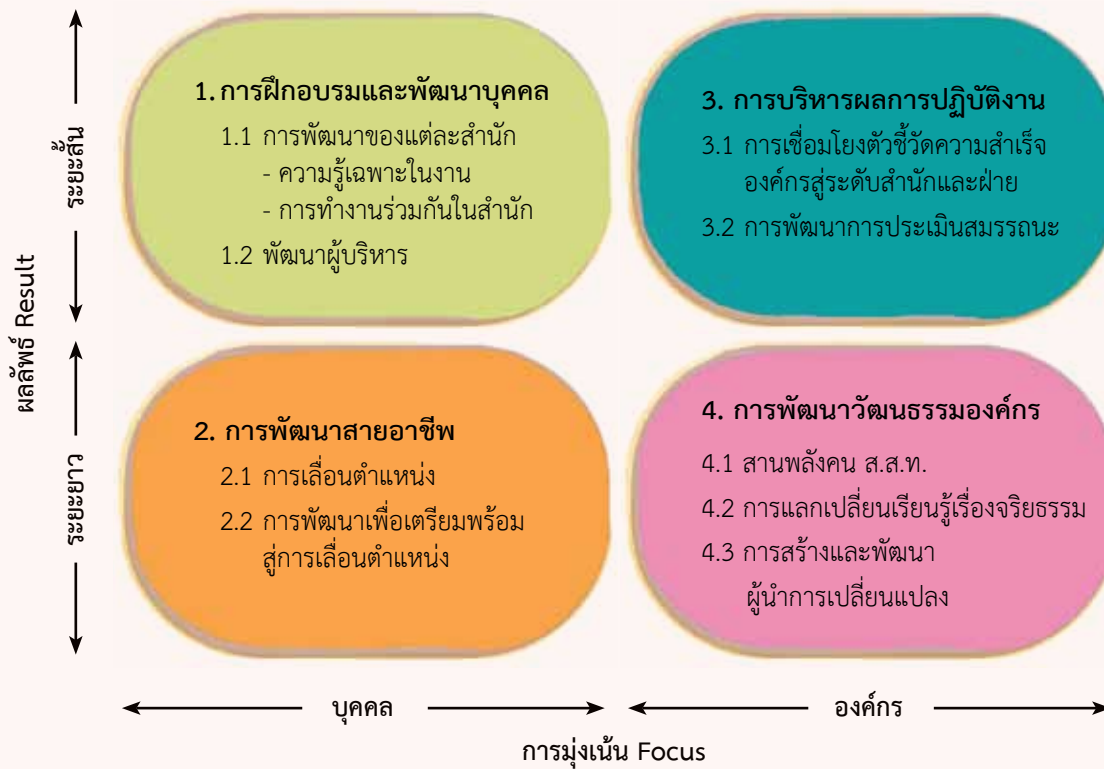 ผลลัพธ์ Result
ระยะสั้น
1. การฝึกอบรมและพัฒนาบุคคล
1.1 การพัฒนาของแต่ละสำนัก
- ความรู้เฉพาะในงาน
- การทำงานร่วมกันในสำนัก
1.2 พัฒนาผู้บริหาร
3. การบริหารผลการปฏิบัติงาน
3.1 การเชื่อมโยงตัวชี้วัดความสำเร็จ
องค์กรสู่ระดับสำนักและฝ่าย
3.2 การพัฒนาการประเมินสมรรถนะ
ระยะยาว
2. การพัฒนาสายอาชีพ
2.1 การเลื่อนตำแหน่ง
2.2 การพัฒนาเพื่อเตรียมพร้อม
สู่การเลื่อนตำแหน่ง
4. การพัฒนาวัฒนธรรมองค์กร
4.1 สานพลังคน ส.ส.ท.
4.2 การแลกเปลี่ยนเรียนรู้เรื่องจริยธรรม
4.3 การสร้างและพัฒนา
ผู้นำการเปลี่ยนแปลง
บุคคล
องค์กร
การมุ่งเน้น Focus